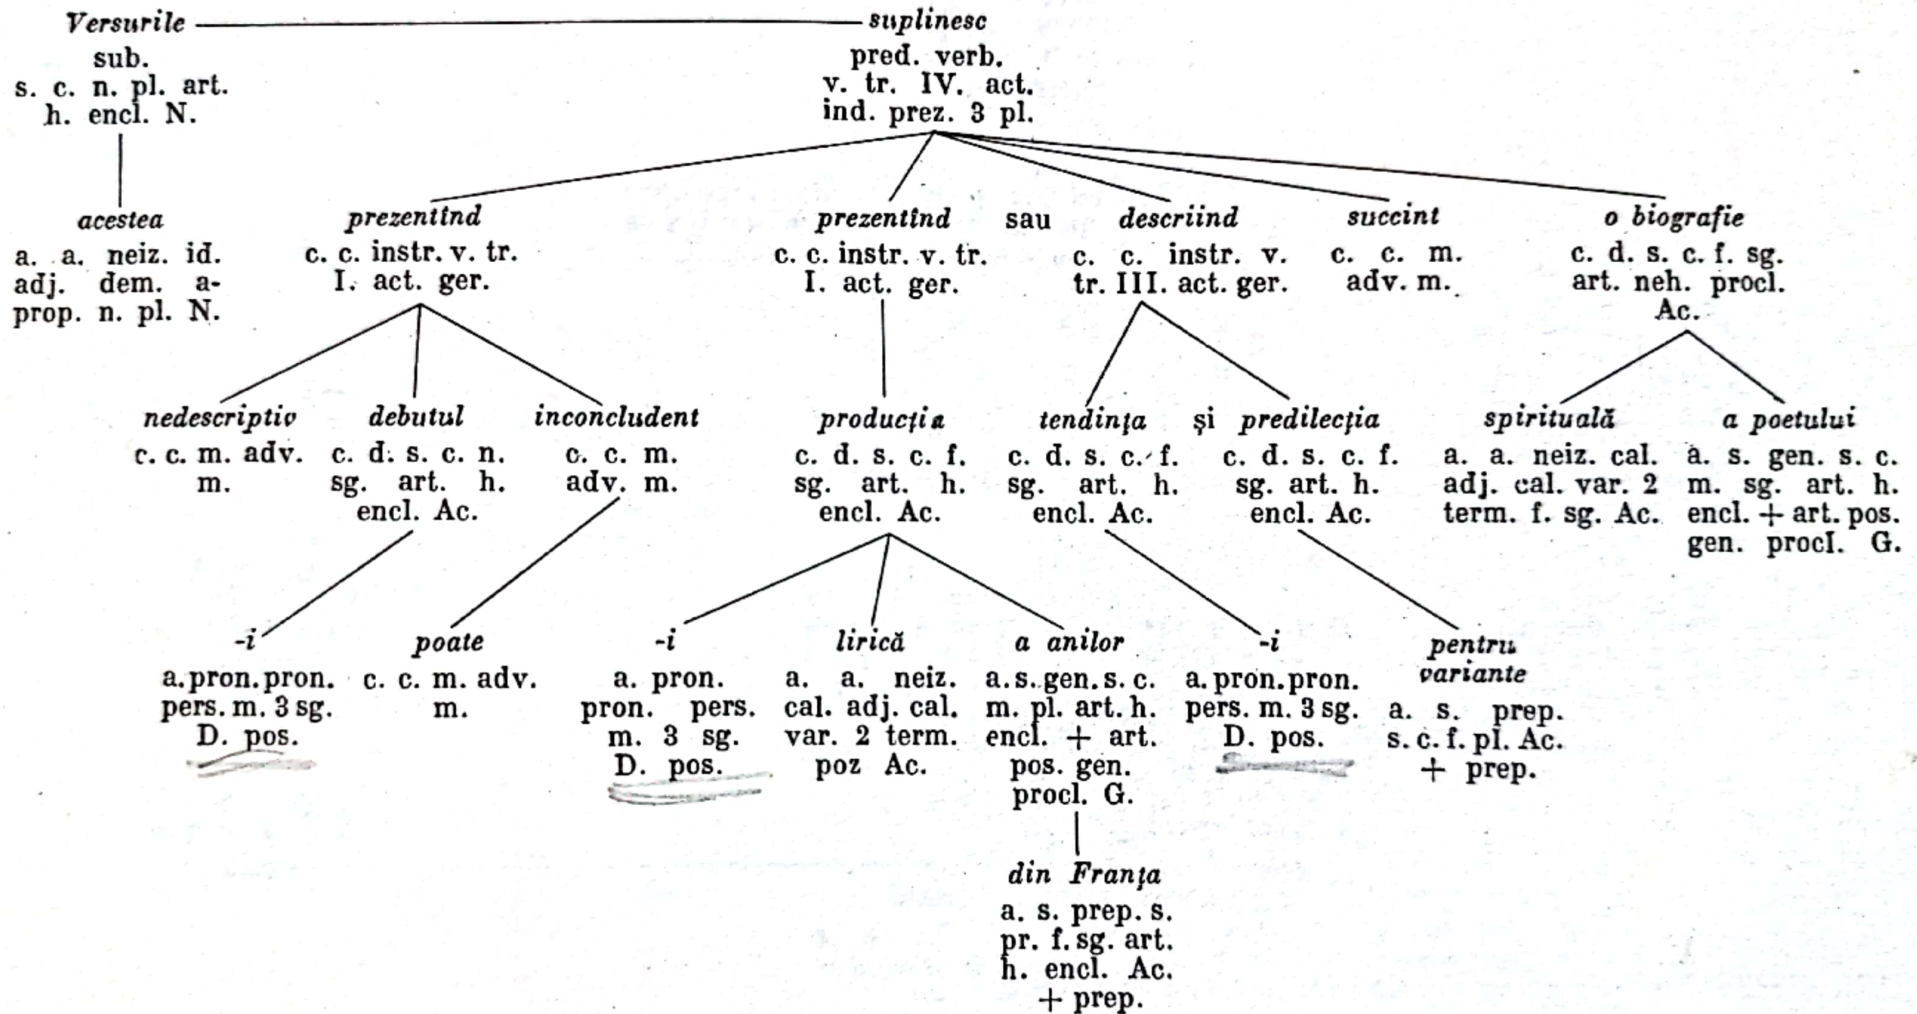 Versurile suplinesc
sub. pred. verb.
s. c. n. pl. art. v. tr. IV. act.
h. encl. N. ind. prez. 3 pl.
acestea prezentînd prezentînd sau descriind succint o biografie
a. a. neiz. id. c. c. instr. v. tr. c. c. instr. v. tr. c. c. instr. v. c. c. m. c. d. s. c. f. sg.
adj. dem. a- I. act. ger. I. act. ger. tr. III. act. ger. adv. m. art. neh. procl.
prop. n. pl. N. Ac.
nedescriptiv debutul inconcludent producția tendința și predilecția spirituală a poetului
c. c. m. adv. c. d. s. c. n. c. c. m. c. d. s. c. f. c. d. s. c. f. c. d. s. c. f. a. a. neiz. cal. a. s. gen. s. c.
m. sg. art. h. adv. m. sg. art. h. sg. art. h. sg. art. h. adj. cal. var. 2 m. sg. art. h.
encl. Ac. encl. Ac. encl. Ac. encl. Ac. term. f. sg. Ac. encl. + art. pos.
gen. procl. G.
-i poate -i lirică a anilor -i pentru
variante
a. pron. pron. c. c. m. adv. a. pron. a. a. neiz. a. s. gen. s. c. a. pron. pron.
pers. m. 3 sg. m. pron. pers. cal. adj. cal. m. pl. art. h. pers. m. 3 sg. a. s. prep.
D. pos. m. 3 sg. var. 2 term. encl. + art. D. pos. s. c. f. pl. Ac.
D. pos. poz Ac. pos. gen. + prep.
procl. G.
din Franța
a. s. prep. s.
pr. f. sg. art.
h. encl. Ac.
+ prep.